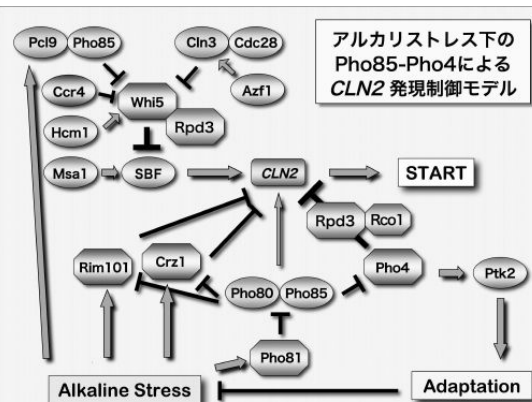 Pcl9 Pho85
Cln3 Cdc28
アルカリストレス下の
Pho85-Pho4による
CLN2 発現制御モデル
Ccr4
Whi5
Azf1
Hcm1
Rpd3
Msa1
SBF
CLN2
START
Rpd3 Rco1
Rim101
Crz1
Pho4
Ptk2
Pho80 Pho85
Pho81
Alkaline Stress
Adaptation